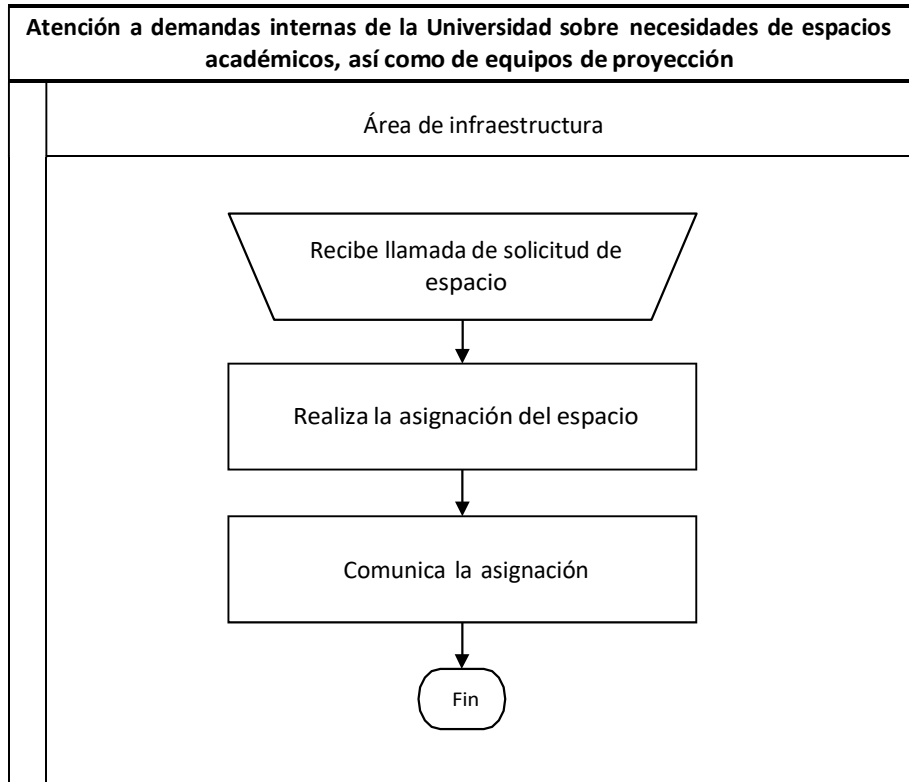 Atención a demandas internas de la Universidad sobre necesidades de espacios
académicos, así como de equipos de proyección
Área de infraestructura
Recibe llamada de solicitud de
espacio
Realiza la asignación del espacio
Comunica la asignación
Fin